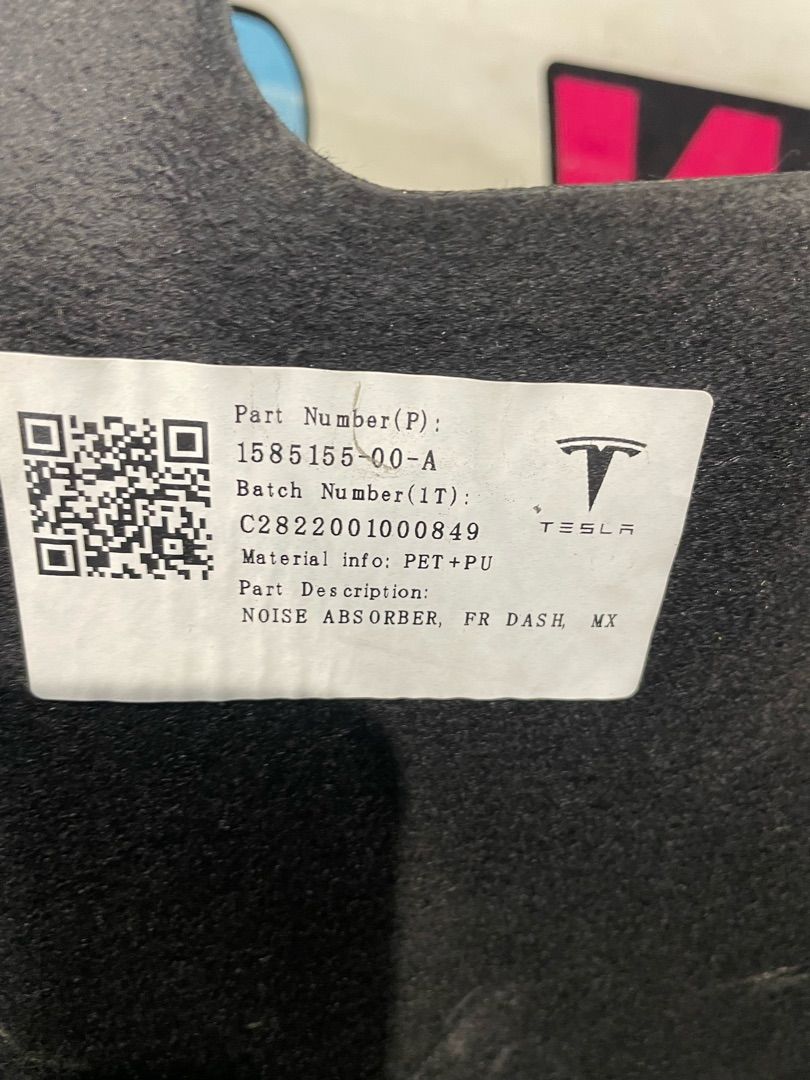 Part Number(P):
1585155-00-A
Batch Number(1T):
C2822001000849
Material info: PET+PU
Part Description:
NOISE ABSORBER, FR DASH, MX
TESLA